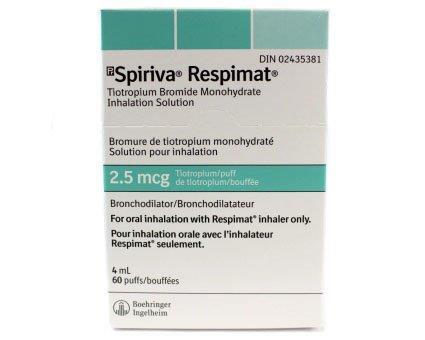 DIN 02435381
Spiriva® Respimat®
Tiotropium Bromide Monohydrate
Inhalation Solution
Bromure de tiotropium monohydraté
Solution pour inhalation
2.5 mcg Tiotropium/puff
de tiotropium/bouffée
Bronchodilator/Bronchodilatateur
For oral inhalation with Respimat® inhaler only.
Pour inhalation orale avec l'inhalateur
Respimat® seulement.
4 mL
60 puffs/bouffées
Boehringer
Ingelheim